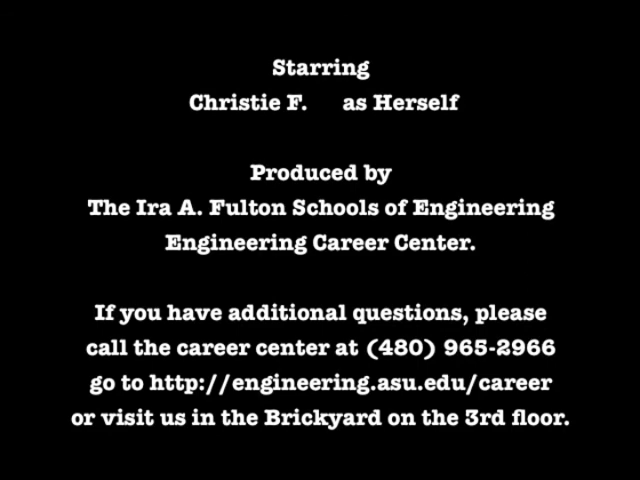 Starring
Christie F. as Herself
Produced by
The Ira A. Fulton Schools of Engineering
Engineering Career Center.
If you have additional questions, please
call the career center at (480) 965-2966
go to http://engineering.asu.edu/career
or visit us in the Brickyard on the 3rd floor.